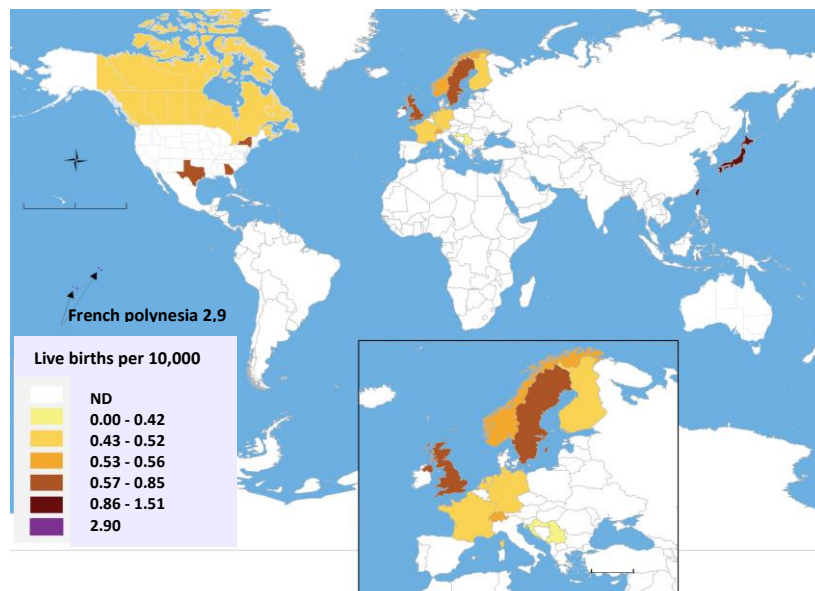 French polynesia 2,9
Live births per 10,000
ND
0.00 - 0.42
0.43 - 0.52
0.53 - 0.56
0.57 - 0.85
0.86 - 1.51
2.90